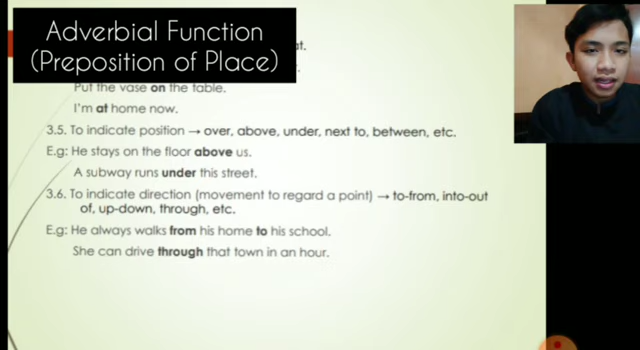 Adverbial Function
(Preposition of Place)
at.
Put the vase on the table.
I'm at home now.
3.5. To indicate position → over, above, under, next to, between, etc.
E.g: He stays on the floor above us.
A subway runs under this street.
3.6. To indicate direction (movement to regard a point) → to-from, into-out
of, up-down, through, etc.
E.g: He always walks from his home to his school.
She can drive through that town in an hour.